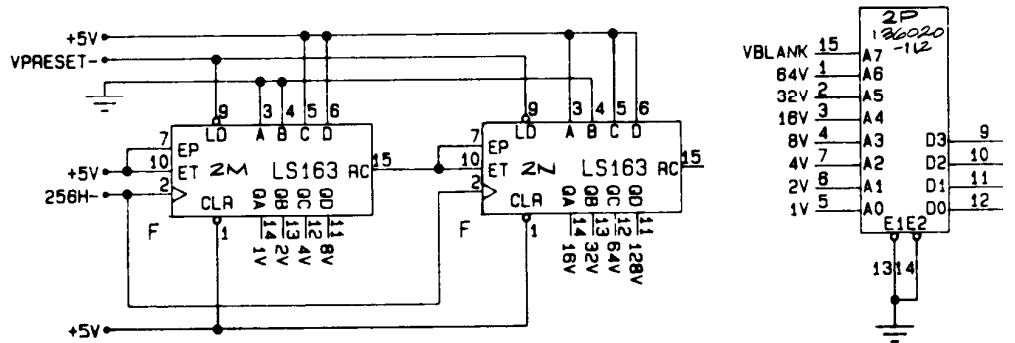 +5V
VPRESET-
9 3 4 5 6
LD A B C D
7 EP
10 ET 2M LS163 RC 15
+5V
256H-
2
CLR QA QB QC QD
F
1 14 13 12 11
1V 2V 4V 8V
+5V
9 3 4 5 6
LD A B C D
7 EP
10 ET 2N LS163 RC 15
2
CLR QA QB QC QD
F
1 14 13 12 11
16V 32V 64V 128V
2P
136020
-112
VBLANK 15 A7
64V 1 A6
32V 2 A5
16V 3 A4
8V 4 A3 D3 9
4V 7 A2 D2 10
2V 6 A1 D1 11
1V 5 A0 D0 12
E1 E2
13 14